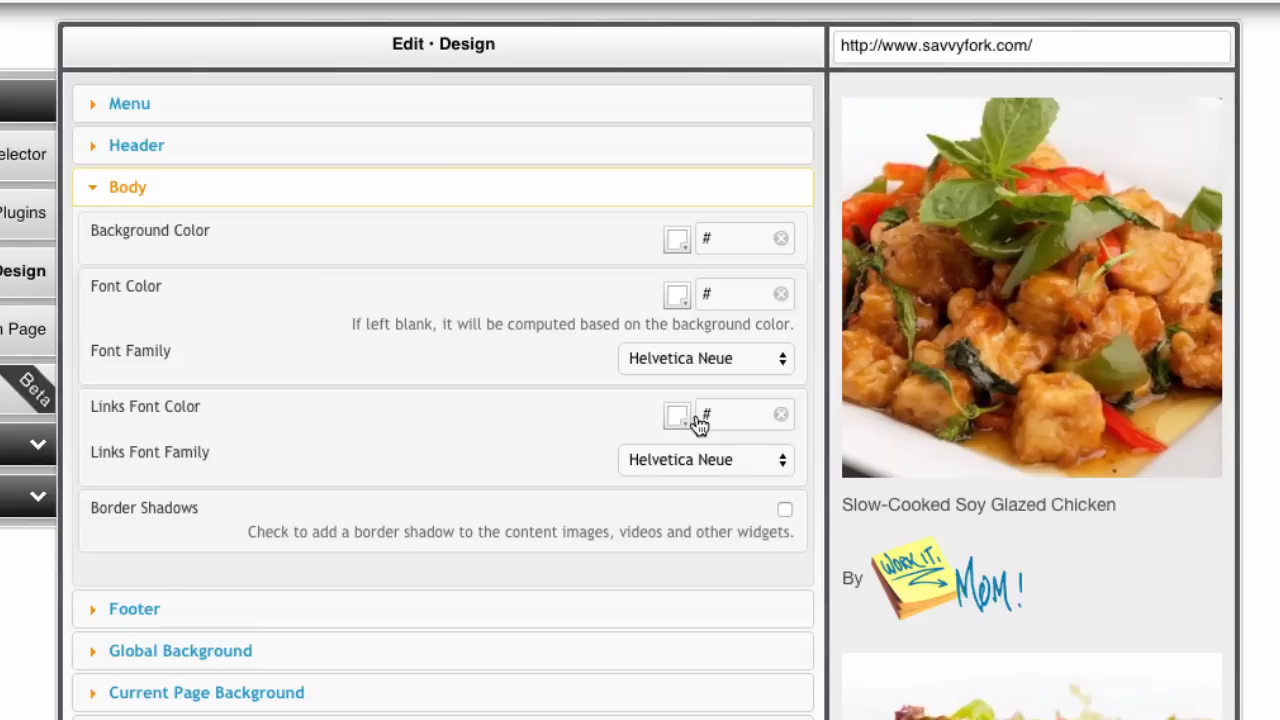 Edit · Design
http://www.savvyfork.com/
Menu
Header
Body
Background Color
#
Font Color
#
If left blank, it will be computed based on the background color.
Font Family
Helvetica Neue
Links Font Color
#
Links Font Family
Helvetica Neue
Border Shadows
Check to add a border shadow to the content images, videos and other widgets.
Footer
Global Background
Current Page Background
elector
Plugins
Design
n Page
Beta
Slow-Cooked Soy Glazed Chicken
By
WORK IT,
MOM!